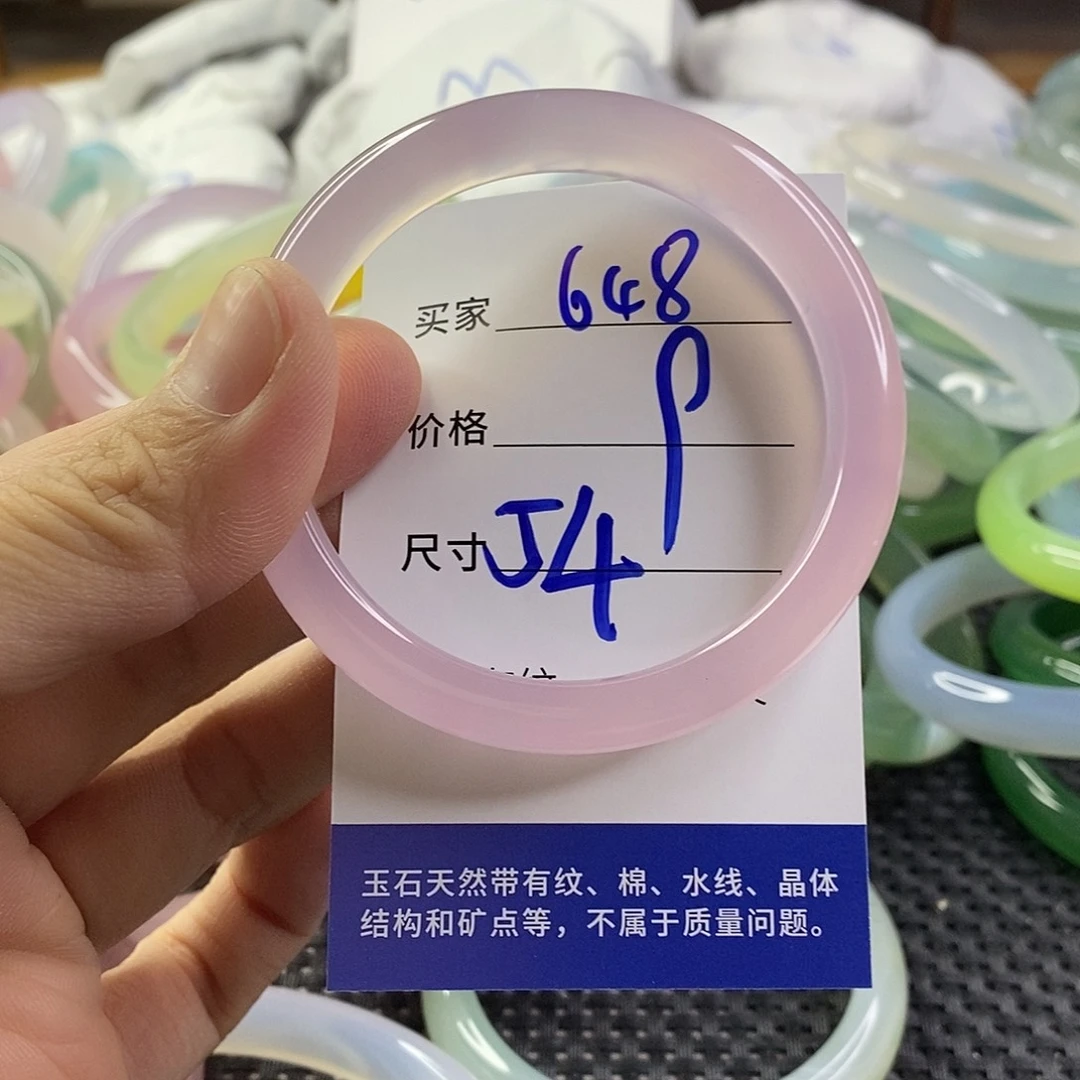 买家 648
价格
尺寸 54
玉石天然带有纹、棉、水线、晶体
结构和矿点等，不属于质量问题。